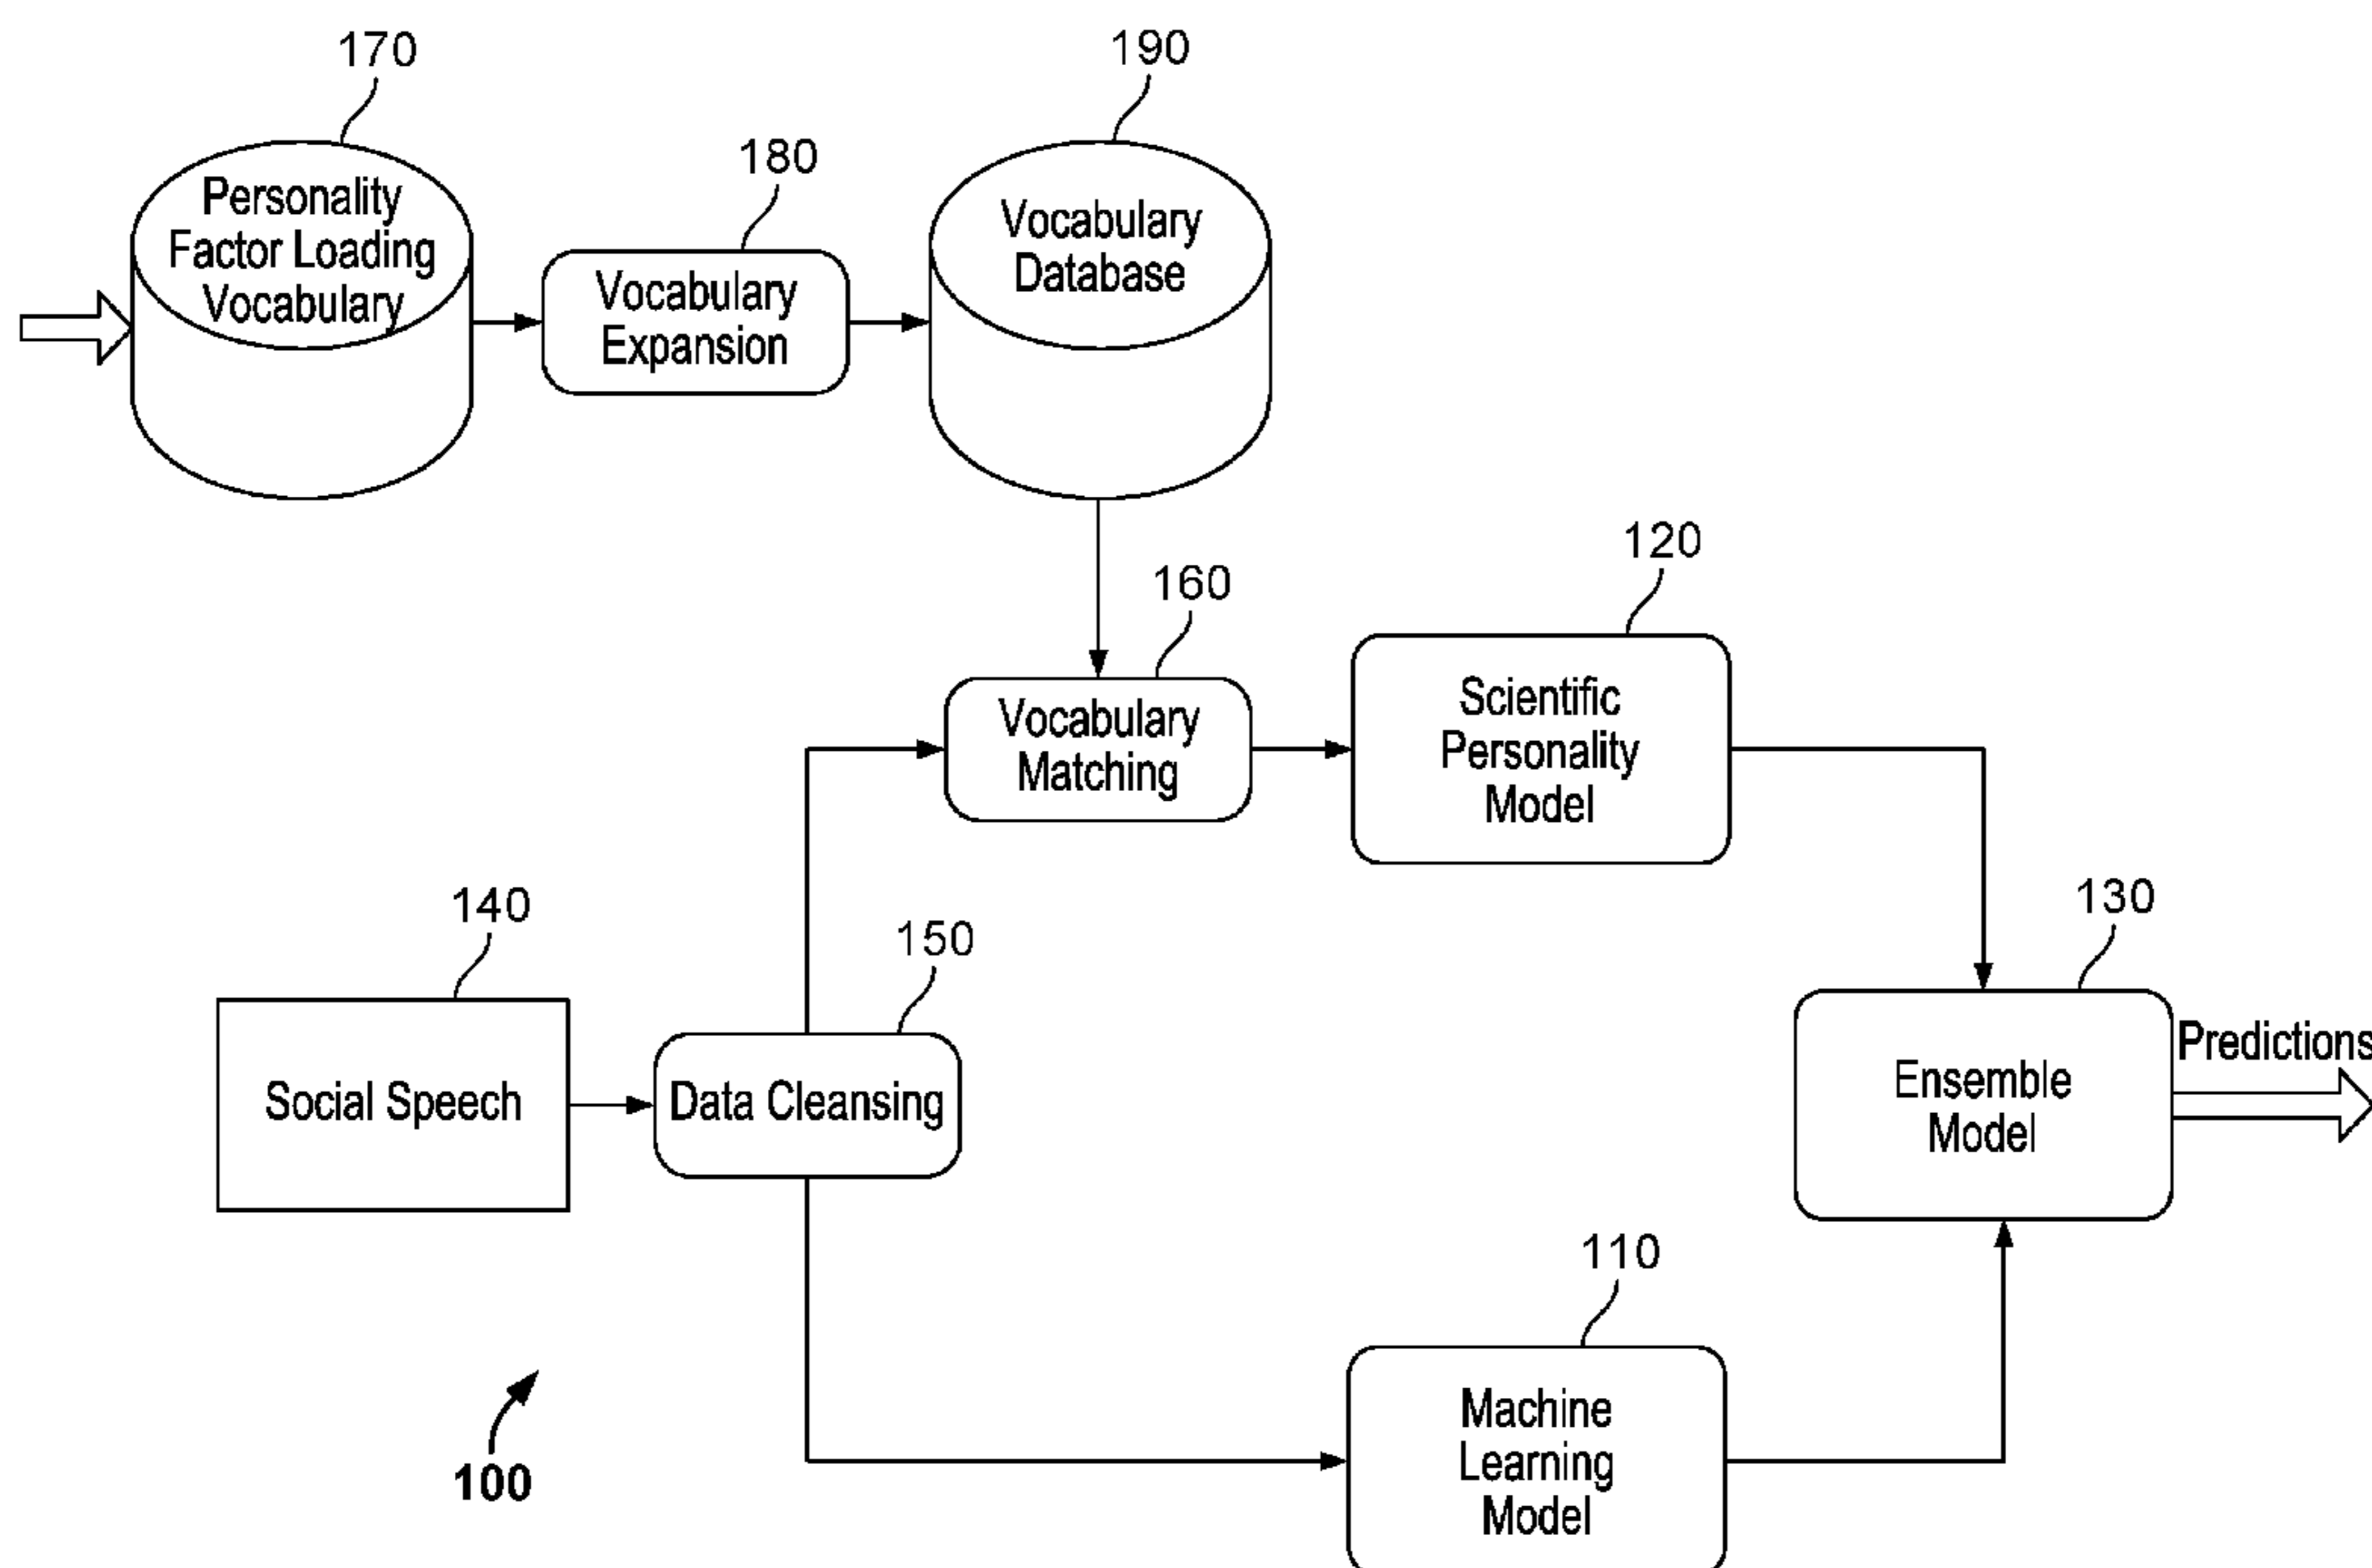 170
190
180
Personality
Factor Loading
Vocabulary
Vocabulary
Expansion
Vocabulary
Database
120
160
Vocabulary
Matching
Scientific
Personality
Model
140
150
130
Social Speech
Data Cleansing
Ensemble
Model
Predictions
110
Machine
Learning
Model
100